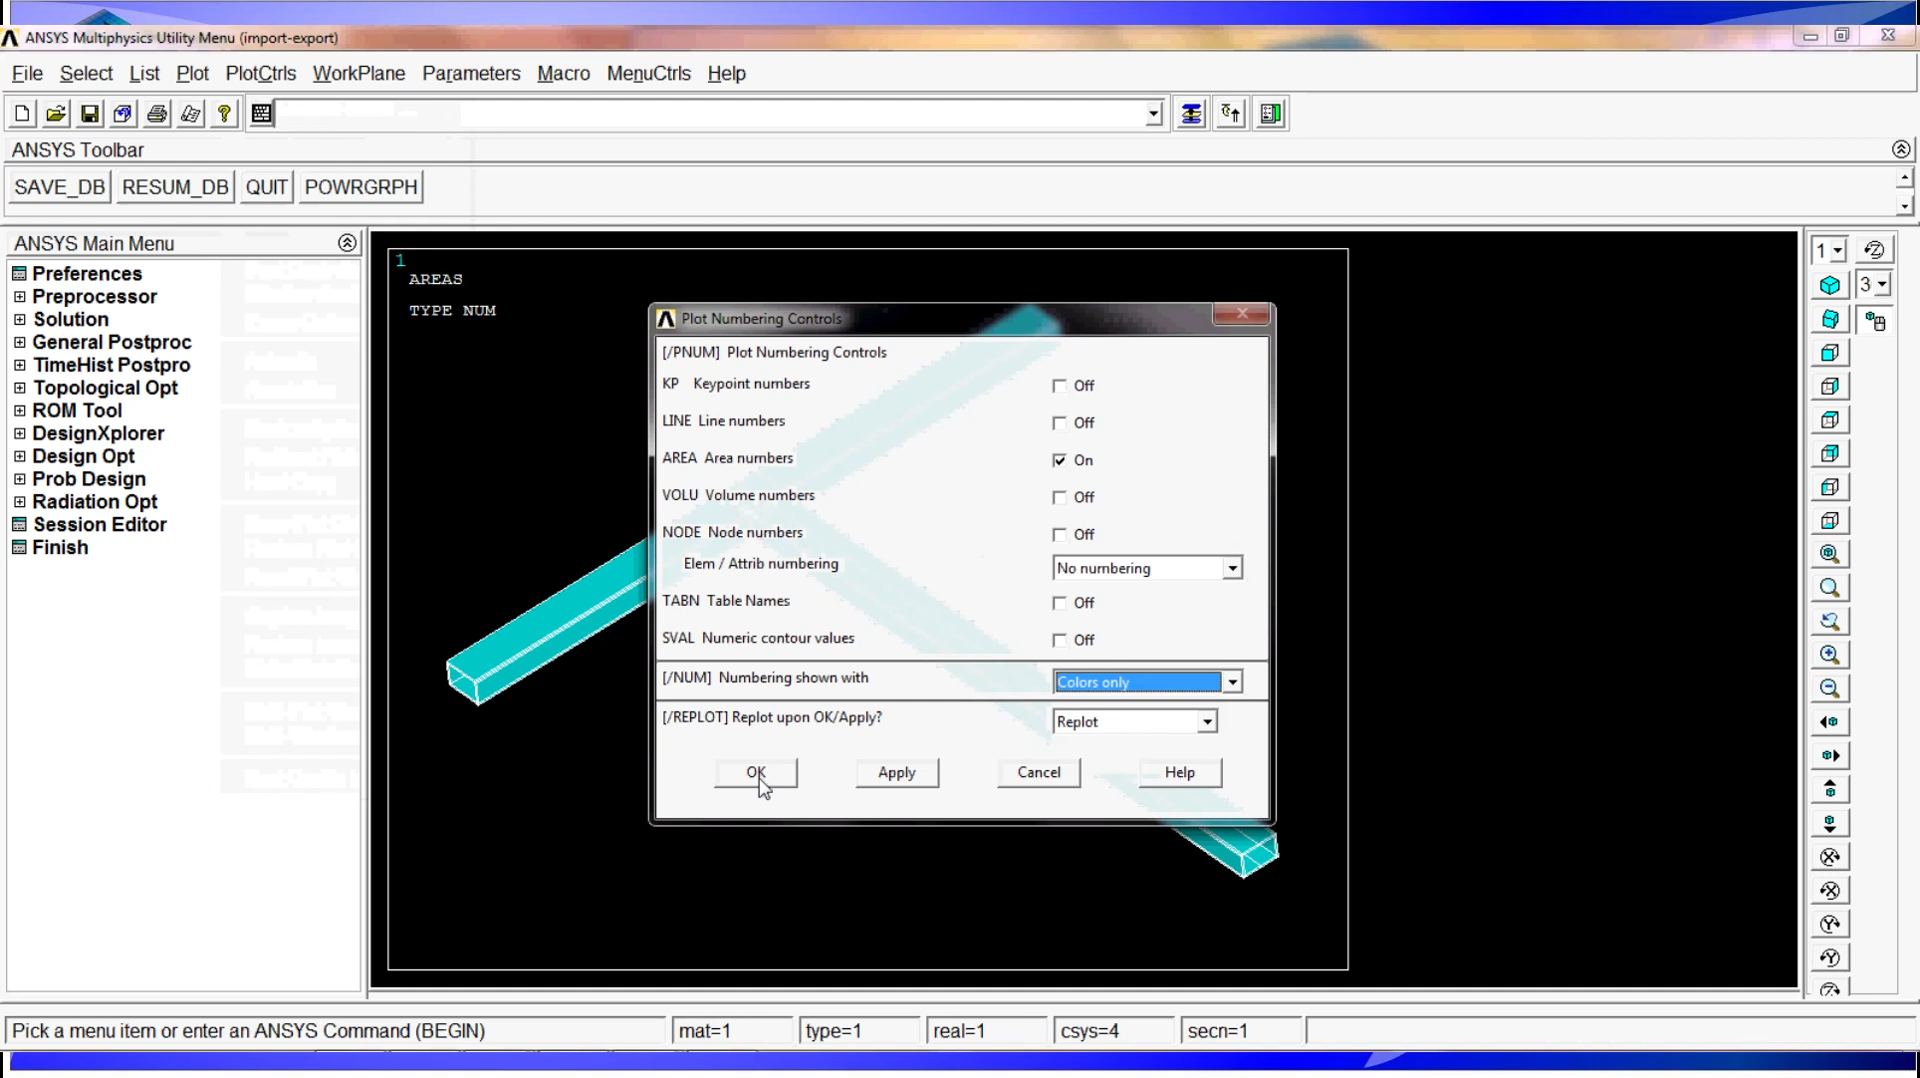 ANSYS Multiphysics Utility Menu (import-export)
File Select List Plot PlotCtrls WorkPlane Parameters Macro MenuCtrls Help
ANSYS Toolbar
SAVE_DB RESUM_DB QUIT POWRGRPH
ANSYS Main Menu
Preferences
Preprocessor
Solution
General Postproc
TimeHist Postpro
Topological Opt
ROM Tool
DesignXplorer
Design Opt
Prob Design
Radiation Opt
Session Editor
Finish
1
AREAS
TYPE NUM
Plot Numbering Controls
[/PNUM] Plot Numbering Controls
KP Keypoint numbers Off
LINE Line numbers Off
AREA Area numbers On
VOLU Volume numbers Off
NODE Node numbers Off
Elem / Attrib numbering No numbering
TABN Table Names Off
SVAL Numeric contour values Off
[/NUM] Numbering shown with Colors only
[/REPLOT] Replot upon OK/Apply? Replot
OK Apply Cancel Help
1
3
Pick a menu item or enter an ANSYS Command (BEGIN) mat=1 type=1 real=1 csys=4 secn=1